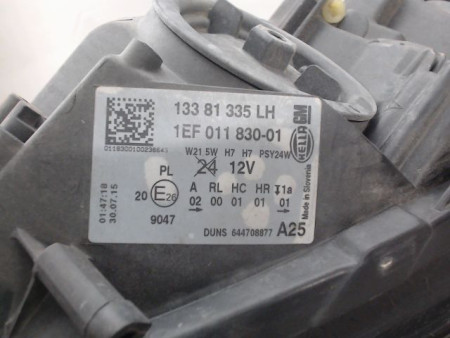 133 81 335 LH
1EF 011 830-01
GM
HELLA
W21.5W H7 H7 PSY24W
PL 24 12V
A RL HC HR
20 E26
02 00 01 01 01
9047
DUNS 644708877 A25
01:47:18
30.07.15
Made in Slovenia